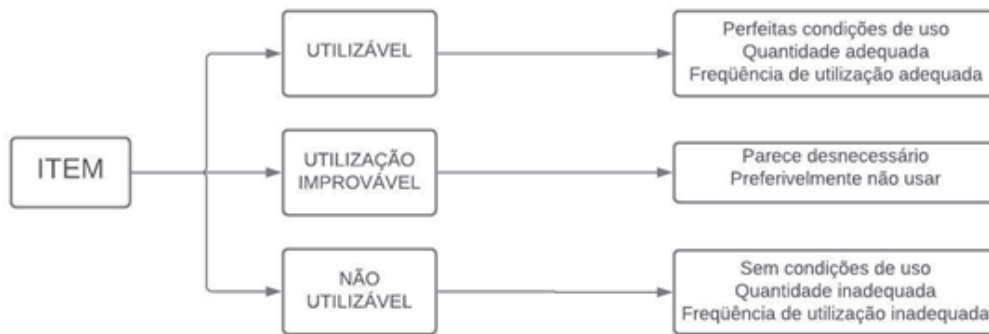 ITEM
UTILIZÁVEL
Perfeitas condições de uso
Quantidade adequada
Freqüência de utilização adequada
UTILIZAÇÃO
IMPROVÁVEL
Parece desnecessário
Preferivelmente não usar
NÃO
UTILIZÁVEL
Sem condições de uso
Quantidade inadequada
Freqüência de utilização inadequada